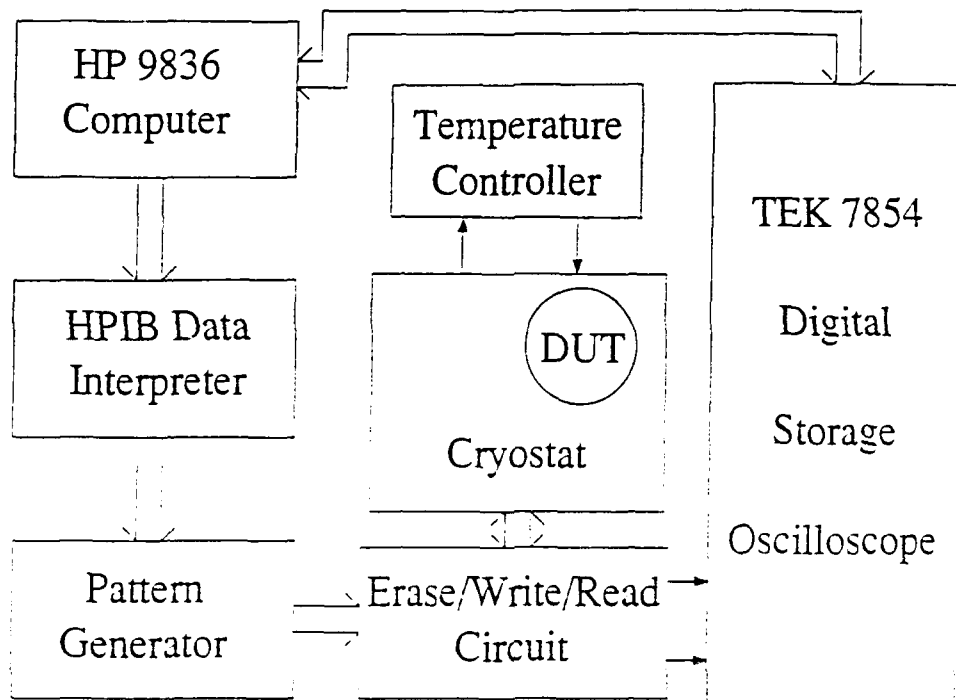 HP 9836
Computer
Temperature
Controller
TEK 7854
Digital
Storage
Oscilloscope
HPIB Data
Interpreter
DUT
Cryostat
Pattern
Generator
Erase/Write/Read
Circuit